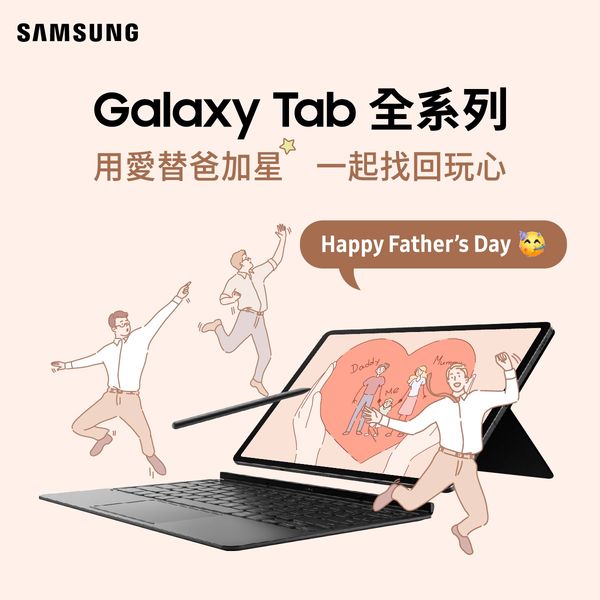 SAMSUNG
Galaxy Tab 全系列
用愛替爸加星 一起找回玩心
Happy Father's Day 🥳
Daddy
Mummy
Me